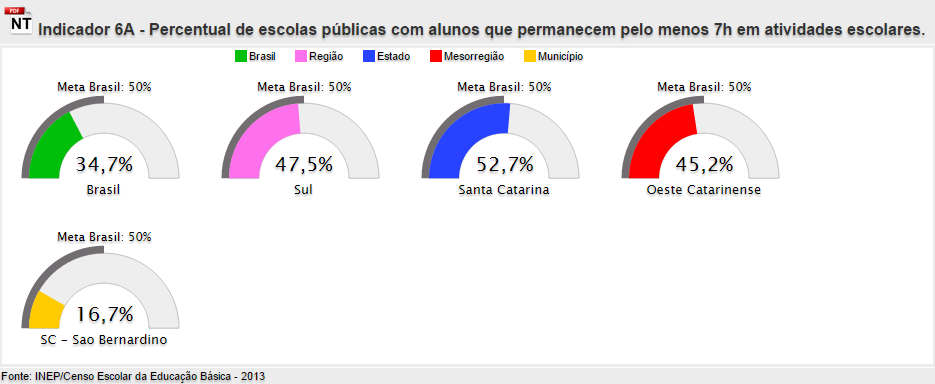 PDF
NT
Indicador 6A - Percentual de escolas públicas com alunos que permanecem pelo menos 7h em atividades escolares.
Brasil Região Estado Mesorregião Município
Meta Brasil: 50% Meta Brasil: 50% Meta Brasil: 50% Meta Brasil: 50%
34,7% 47,5% 52,7% 45,2%
Brasil Sul Santa Catarina Oeste Catarinense
Meta Brasil: 50%
16,7%
SC - Sao Bernardino
Fonte: INEP/Censo Escolar da Educação Básica - 2013